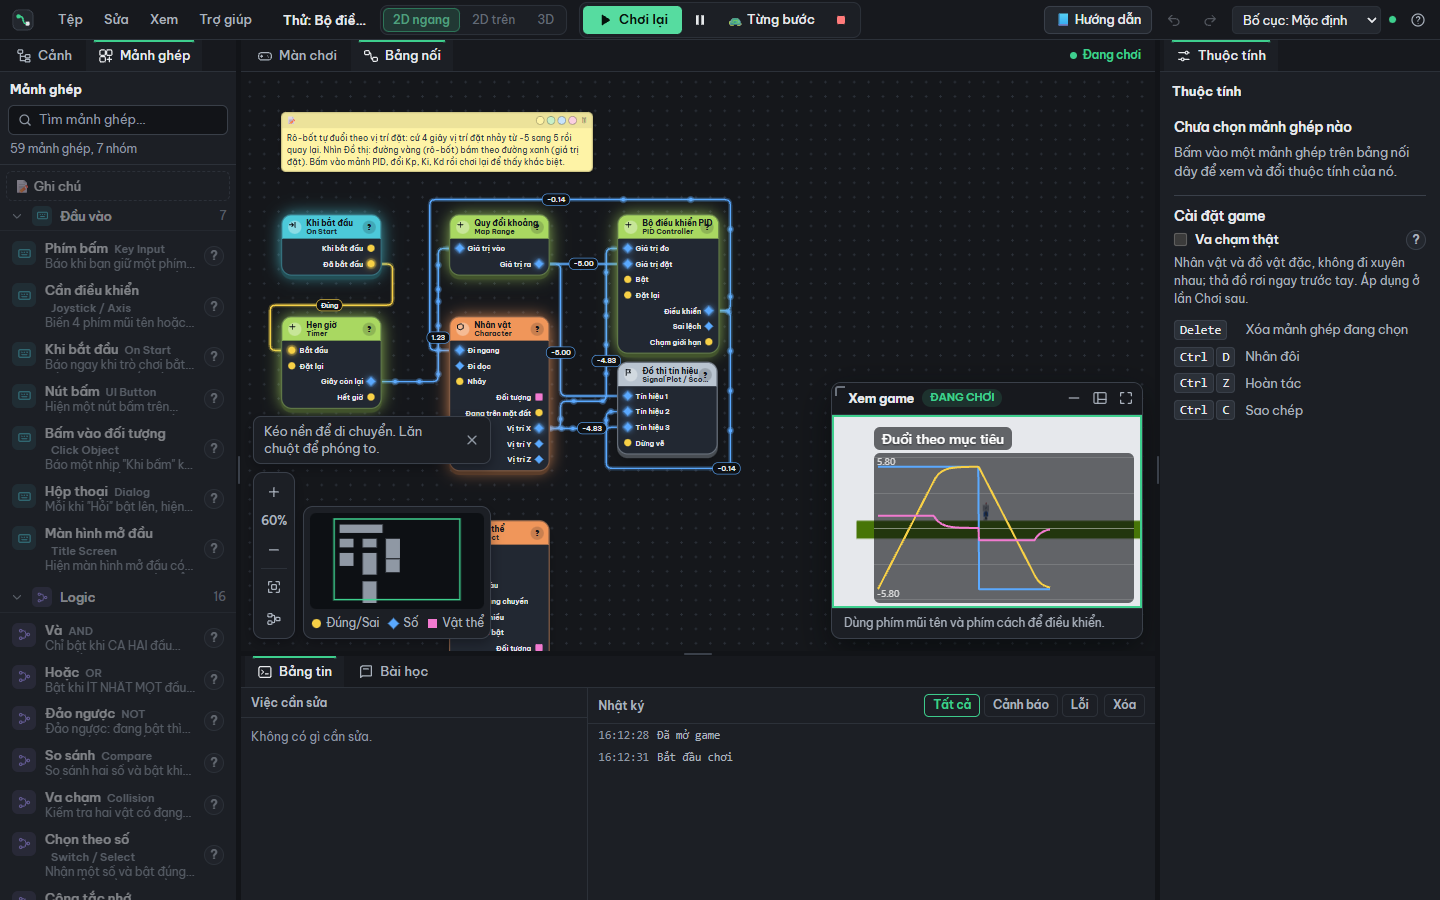 Tệp
Sửa
Xem
Trợ giúp
Thử: Bộ điề...
2D ngang
2D trên
3D
Chơi lại
Từng bước
Hướng dẫn
Bố cục: Mặc định
Cảnh
Mảnh ghép
Mảnh ghép
Tìm mảnh ghép...
59 mảnh ghép, 7 nhóm
Ghi chú
Đầu vào
7
Phím bấm Key Input
Báo khi bạn giữ một phím...
Cần điều khiển
Joystick / Axis
Biến 4 phím mũi tên hoặc...
Khi bắt đầu On Start
Báo ngay khi trò chơi bắt...
Nút bấm UI Button
Hiện một nút bấm trên...
Bấm vào đối tượng
Click Object
Báo một nhịp "Khi bấm" k...
Hộp thoại Dialog
Mỗi khi "Hỏi" bật lên, hiện...
Màn hình mở đầu
Title Screen
Hiện màn hình mở đầu có...
Logic
16
Và AND
Chỉ bật khi CẢ HAI đầu...
Hoặc OR
Bật khi ÍT NHẤT MỘT đầu...
Đảo ngược NOT
Đảo ngược: đang bật thì...
So sánh Compare
So sánh hai số và bật khi...
Va chạm Collision
Kiểm tra hai vật có đang...
Chọn theo số
Switch / Select
Nhận một số và bật đúng...
Công tắc nhớ
Màn chơi
Bảng nối
Đang chơi
Rô-bốt tự đuổi theo vị trí đặt: cứ 4 giây vị trí đặt nhảy từ -5 sang 5 rồi
quay lại. Nhìn Đồ thị: đường vàng (rô-bốt) bám theo đường xanh (giá trị
đặt). Bấm vào mảnh PID, đổi Kp, Ki, Kd rồi chơi lại để thấy khác biệt.
-0.14
Khi bắt đầu
On Start
Khi bắt đầu
Đã bắt đầu
Đúng
Hẹn giờ
Timer
Bắt đầu
Đặt lại
Giây còn lại
Hết giờ
Quy đổi khoảng
Map Range
Giá trị vào
Giá trị ra
-5.00
1.23
Nhân vật
Character
Đi ngang
Đi dọc
Nhảy
Đối tượng
Đang trên mặt đất
Vị trí X
Vị trí Y
Vị trí Z
-5.00
-4.83
-4.83
Bộ điều khiển PID
PID Controller
Giá trị đo
Giá trị đặt
Bật
Đặt lại
Điều khiển
Sai lệch
Chạm giới hạn
Đồ thị tín hiệu
Signal Plot / Sco...
Tín hiệu 1
Tín hiệu 2
Tín hiệu 3
Dừng vẽ
-0.14
Kéo nền để di chuyển. Lăn
chuột để phóng to.
60%
Đúng/Sai
Số
Vật thể
Đối tượng
Xem game
ĐANG CHƠI
Đuổi theo mục tiêu
5.80
-5.80
Dùng phím mũi tên và phím cách để điều khiển.
Bảng tin
Bài học
Việc cần sửa
Không có gì cần sửa.
Nhật ký
Tất cả
Cảnh báo
Lỗi
Xóa
16:12:28 Đã mở game
16:12:31 Bắt đầu chơi
Thuộc tính
Thuộc tính
Chưa chọn mảnh ghép nào
Bấm vào một mảnh ghép trên bảng nối
dây để xem và đổi thuộc tính của nó.
Cài đặt game
Va chạm thật
Nhân vật và đồ vật đặc, không đi xuyên
nhau; thả đồ rơi ngay trước tay. Áp dụng ở
lần Chơi sau.
Delete Xóa mảnh ghép đang chọn
Ctrl D Nhân đôi
Ctrl Z Hoàn tác
Ctrl C Sao chép